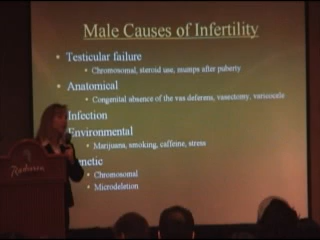 Male Causes of Infertility
• Testicular failure
• Chromosomal, steroid use, mumps after puberty
• Anatomical
• Congenital absence of the vas deferens, vasectomy, varicocele
Infection
Environmental
• Marijuana, smoking, caffeine, stress
netic
• Chromosomal
• Microdeletion
Radisson